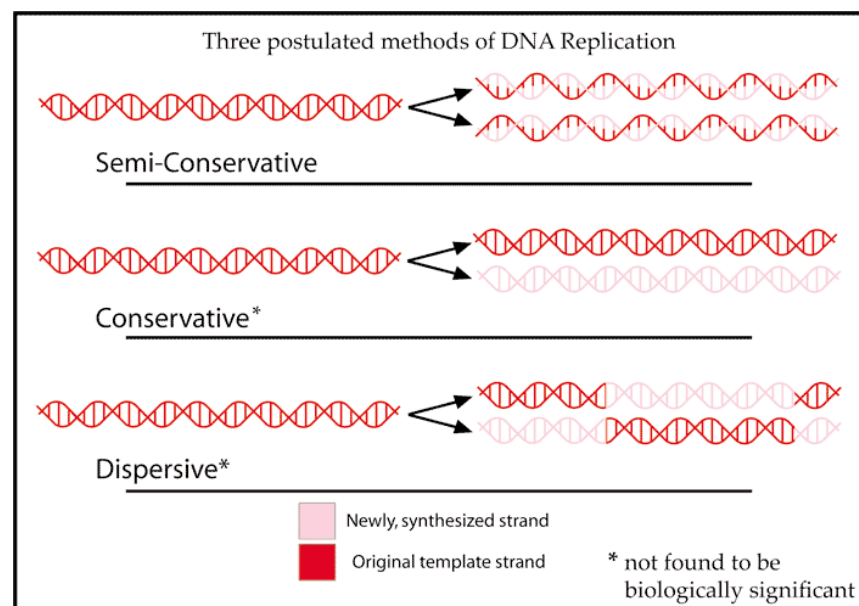 Three postulated methods of DNA Replication
Semi-Conservative
Conservative*
Dispersive*
Newly, synthesized strand
Original template strand
* not found to be
biologically significant